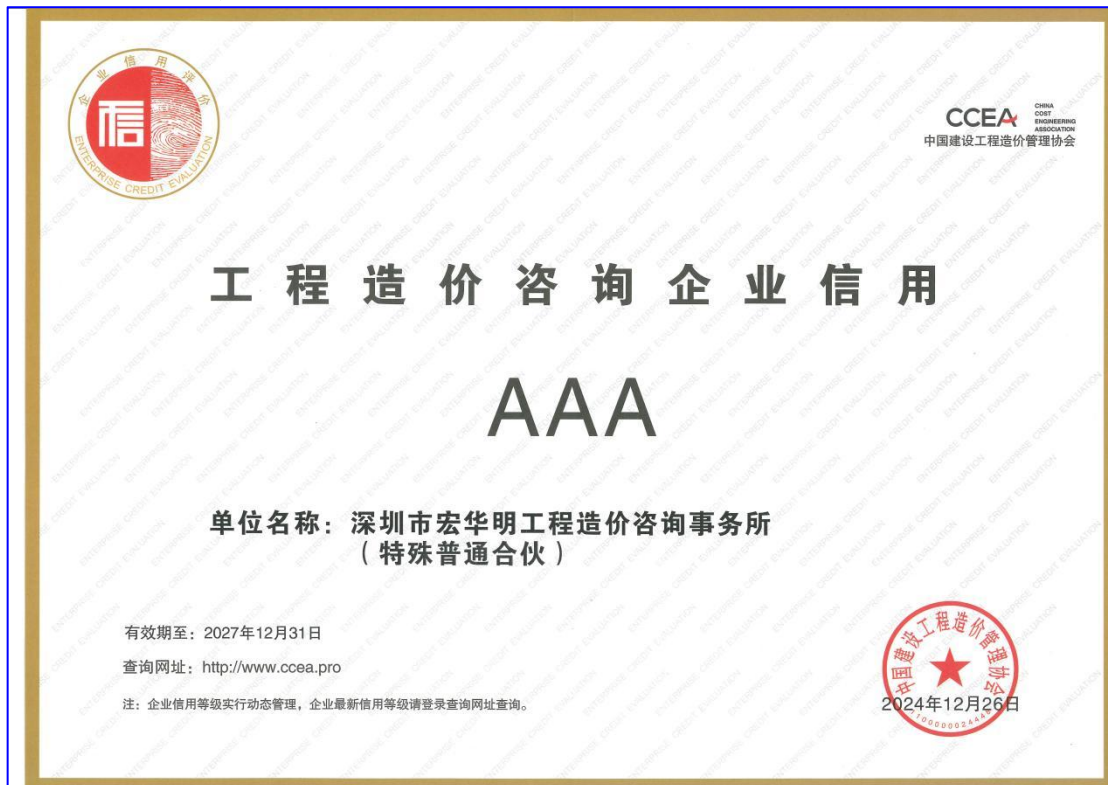 企业信用评价
信
ENTERPRISE CREDIT EVALUATION
CCEA
CHINA
COST
ENGINEERING
ASSOCIATION
中国建设工程造价管理协会
工程造价咨询企业信用
AAA
单位名称：深圳市宏华明工程造价咨询事务所
（特殊普通合伙）
有效期至：2027年12月31日
查询网址：http://www.ccea.pro
注：企业信用等级实行动态管理，企业最新信用等级请登录查询网址查询。
中国建设工程造价管理协会
2024年12月26日